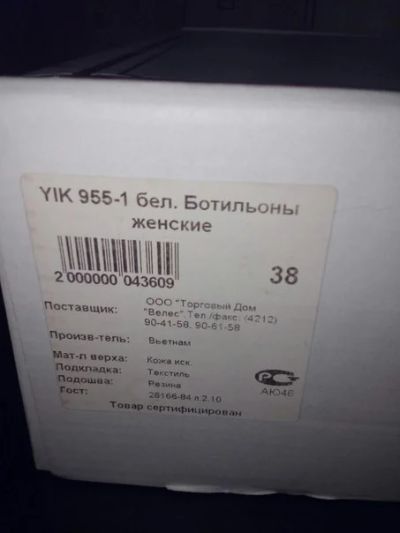 YIK 955-1 бел. Ботильоны
женские
2 000000 043609
38
Поставщик: ООО "Торговый Дом
"Велес". Тел /факс: (4212)
90-41-58, 90-61-58
Произв-тель: Вьетнам
Мат-л верха: Кожа иск.
Подкладка: Текстиль
Подошва: Резина
Гост: 26166-84 п.2.10
РС
АЮ46
Товар сертифицирован